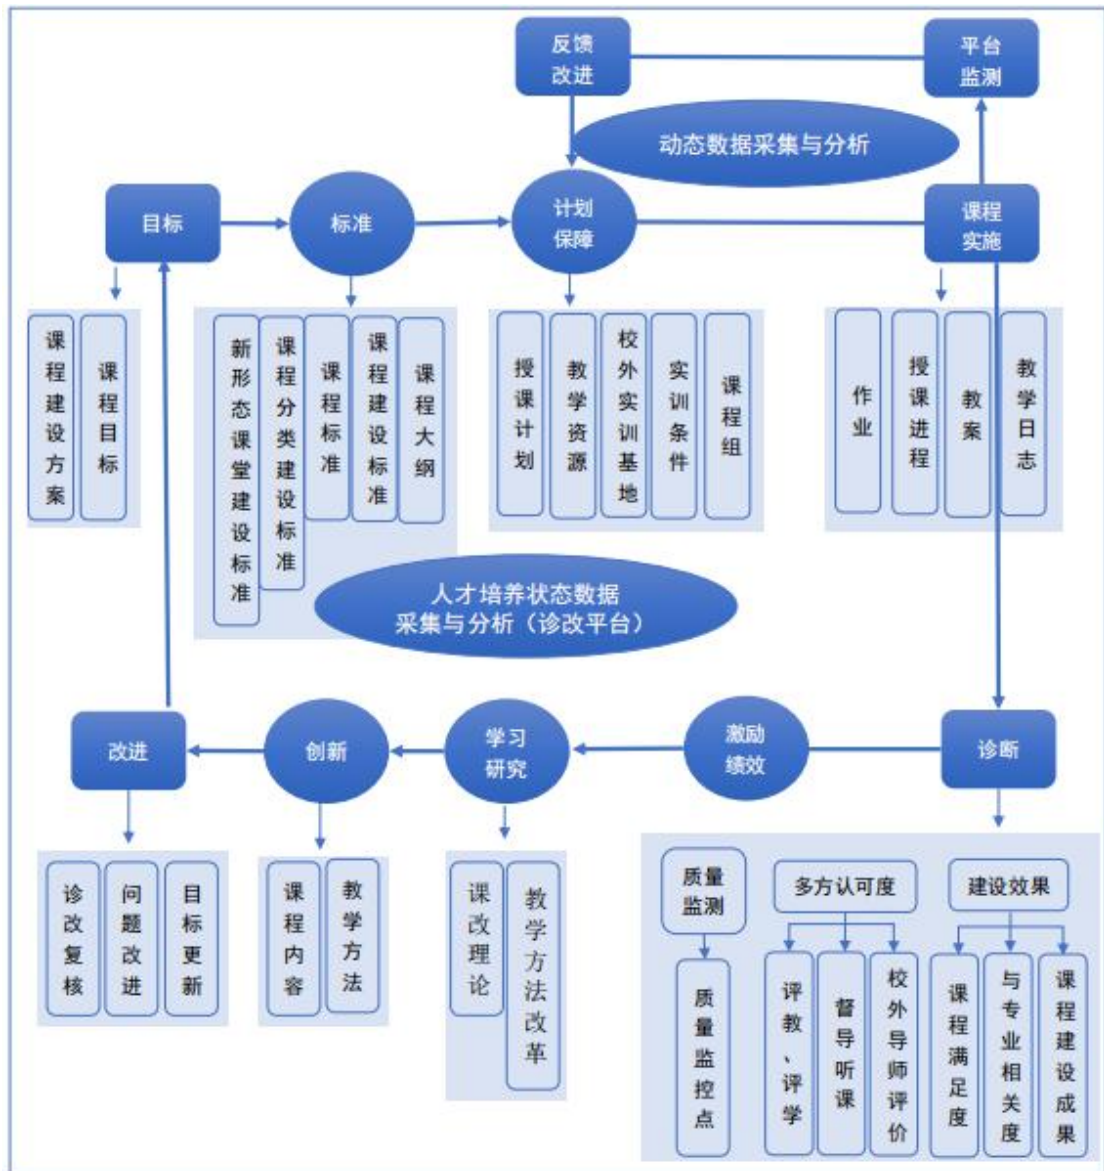 反馈
改进
平台
监测
动态数据采集与分析
目标
标准
计划
保障
课程
实施
课程建设方案
课程目标
新形态课堂建设标准
课程分类建设标准
课程标准
课程建设标准
课程大纲
授课计划
教学资源
校外实训基地
实训条件
课程组
作业
授课进程
教案
教学日志
人才培养状态数据
采集与分析（诊改平台）
改进
创新
学习
研究
激励
绩效
诊断
诊改复核
问题改进
目标更新
课程内容
教学方法
课改理论
教学方法改革
质量
监测
多方认可度
建设效果
质量监控点
评教、评学
督导听课
校外导师评价
课程满足度
与专业相关度
课程建设成果